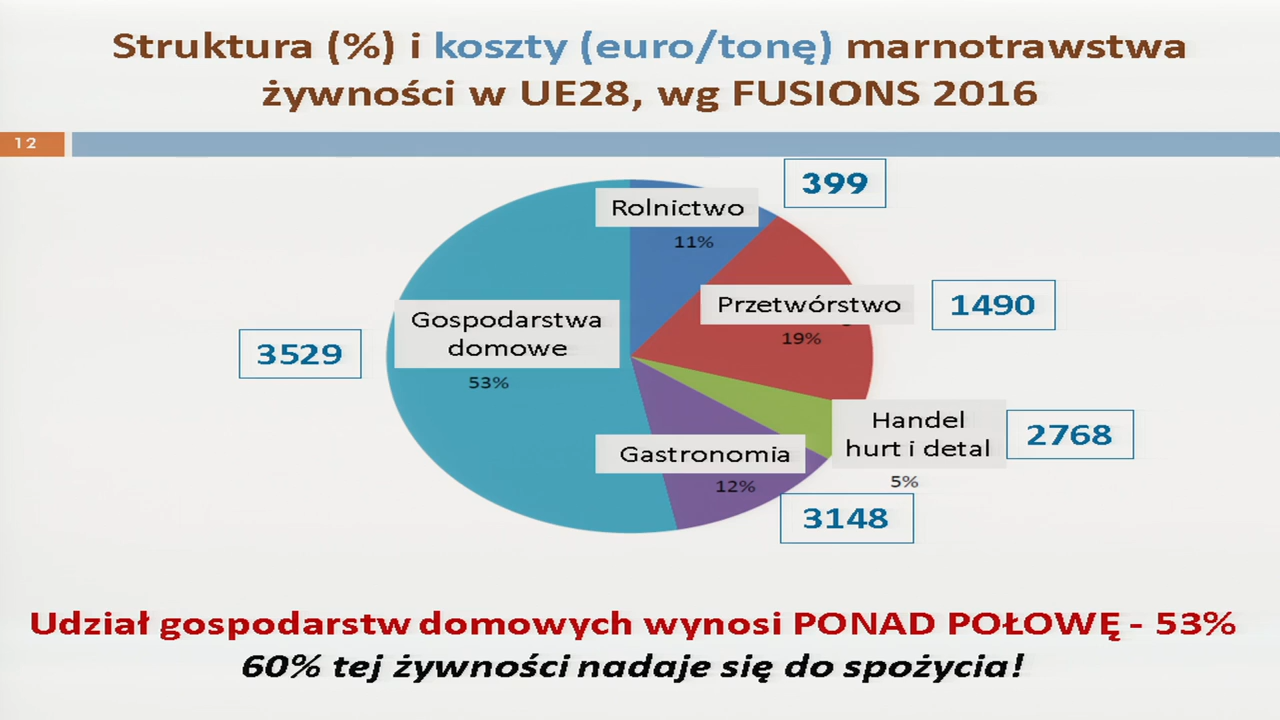 Struktura (%) i koszty (euro/tonę) marnotrawstwa
żywności w UE28, wg FUSIONS 2016
12
399
Rolnictwo
11%
Przetwórstwo
1490
19%
Gospodarstwa
domowe
3529
53%
Handel
hurt i detal
2768
5%
Gastronomia
12%
3148
Udział gospodarstw domowych wynosi PONAD POŁOWĘ - 53%
60% tej żywności nadaje się do spożycia!